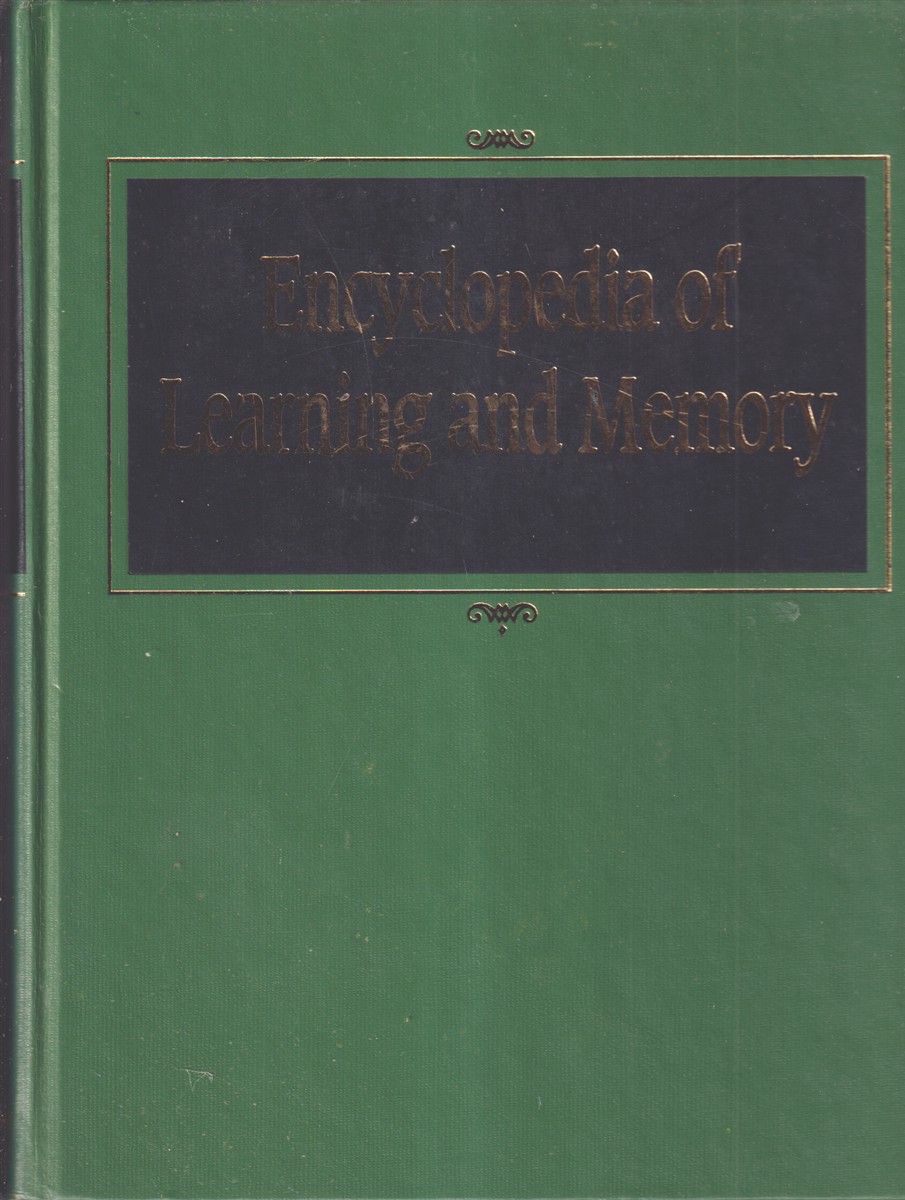 Encyclopedia of
Learning and Memory